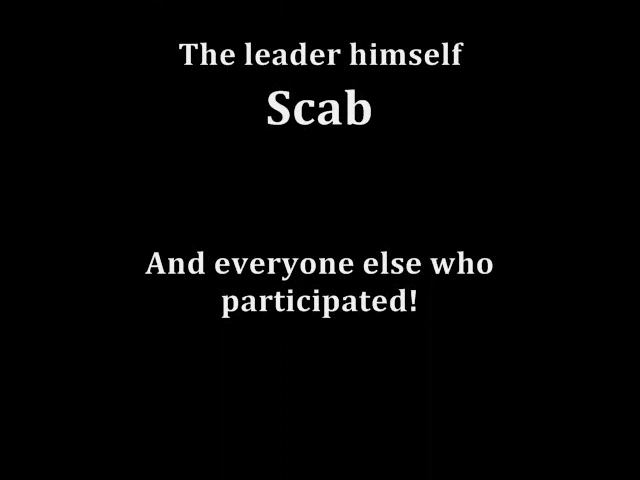 The leader himself
Scab
And everyone else who
participated!